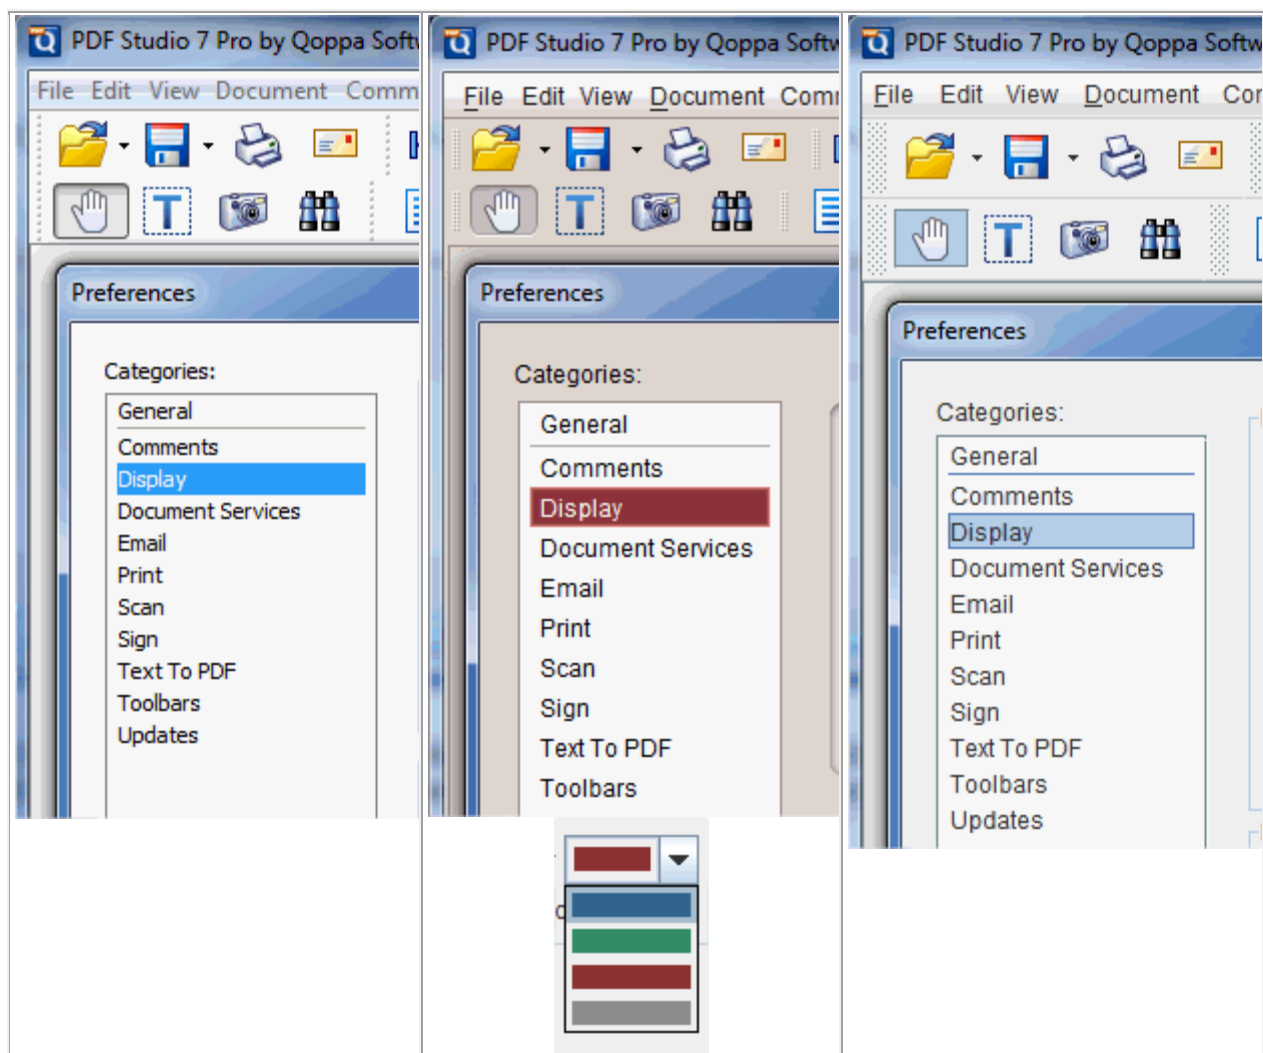 PDF Studio 7 Pro by Qoppa Softw
File Edit View Document Comm
T
Preferences
Categories:
General
Comments
Display
Document Services
Email
Print
Scan
Sign
Text To PDF
Toolbars
Updates
PDF Studio 7 Pro by Qoppa Softw
File Edit View Document Comm
T
Preferences
Categories:
General
Comments
Display
Document Services
Email
Print
Scan
Sign
Text To PDF
Toolbars
PDF Studio 7 Pro by Qoppa Softw
File Edit View Document Cor
T
Preferences
Categories:
General
Comments
Display
Document Services
Email
Print
Scan
Sign
Text To PDF
Toolbars
Updates